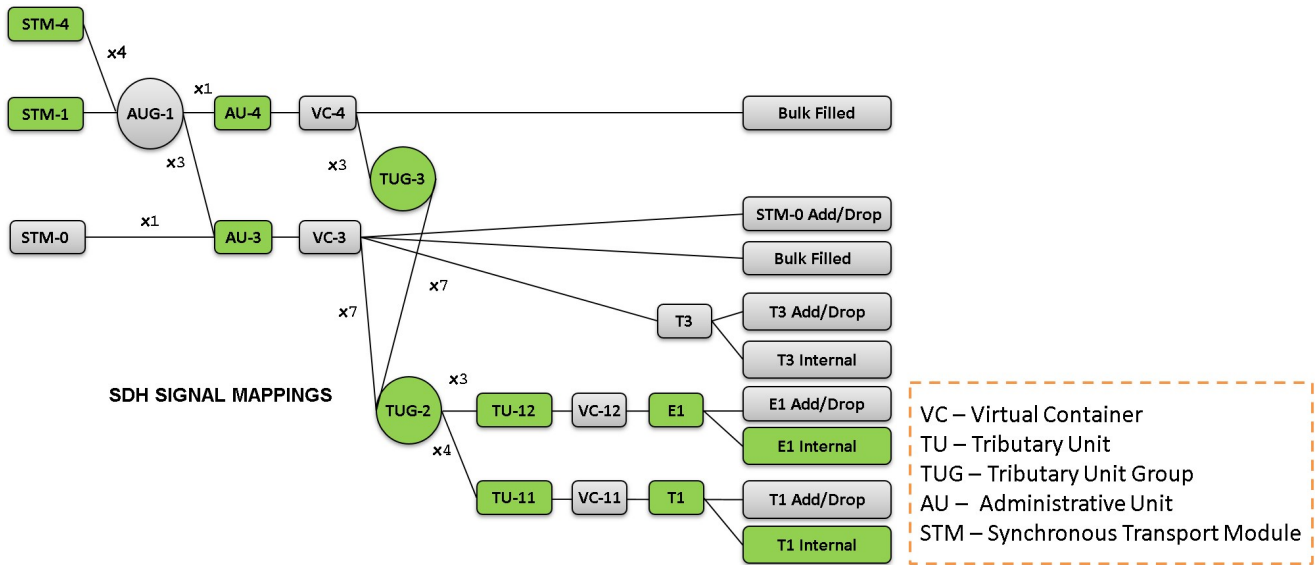 STM-4
x4
STM-1
AUG-1
x1
AU-4
VC-4
Bulk Filled
x3
x3
TUG-3
STM-0
x1
AU-3
VC-3
STM-0 Add/Drop
Bulk Filled
x7
x7
T3
T3 Add/Drop
T3 Internal
SDH SIGNAL MAPPINGS
TUG-2
x3
TU-12
VC-12
E1
E1 Add/Drop
E1 Internal
x4
TU-11
VC-11
T1
T1 Add/Drop
T1 Internal
VC – Virtual Container
TU – Tributary Unit
TUG – Tributary Unit Group
AU – Administrative Unit
STM – Synchronous Transport Module